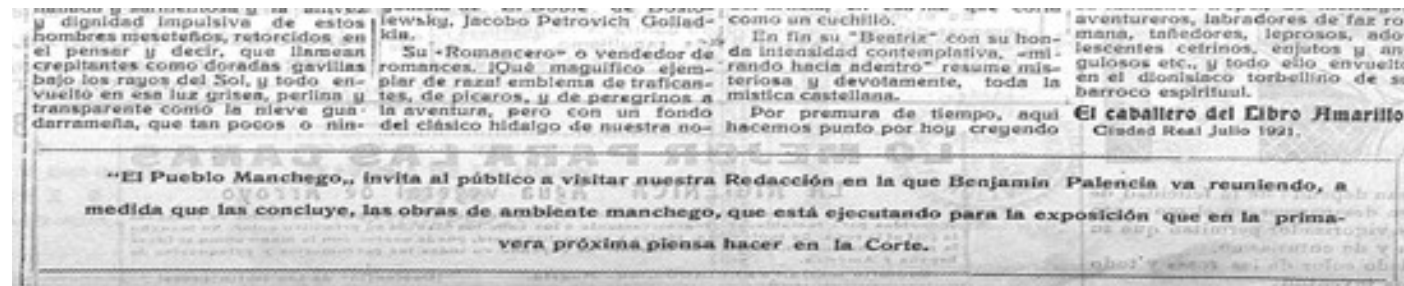 y dignidad impulsiva de estos
hombres meseteños, retorcidos en
el pensar y decir, que llamean
crepitantes como doradas gavillas
bajo los rayos del Sol, y todo en-
vuelto en esa luz grisea, perlina y
transparente como la nieve gua-
darrameña, que tan pocos o nin-
lewsky, Jacobo Petrovich Goliad-
kin.
Su «Romancero» o vendedor de
romances. ¡Qué maguífico ejem-
plar de raza! emblema de trafican-
tes, de pícaros, y de peregrinos a
la aventura, pero con un fondo
del clásico hidalgo de nuestra no-
como un cuchillo.
En fin su "Beatriz" con su hon-
da intensidad contemplativa, «mi-
rando hacia adentro" resume mis-
teriosa y devotamente, toda la
mística castellana.
Por premura de tiempo, aquí
hacemos punto por hoy creyendo
aventureros, labradores de faz ro-
mana, tañedores, leprosos, ado-
lescentes cetrinos, enjutos y an-
gulosos etc., y todo ello envuelto
en el dionisiaco torbellino de su
barroco espirituul.
El caballero del Libro Amarillo
Ciudad Real Julio 1921.
"El Pueblo Manchego„ invita al público a visitar nuestra Redacción en la que Benjamín Palencia va reuniendo, a
medida que las concluye, las obras de ambiente manchego, que está ejecutando para la exposición que en la prima-
vera próxima piensa hacer en la Corte.